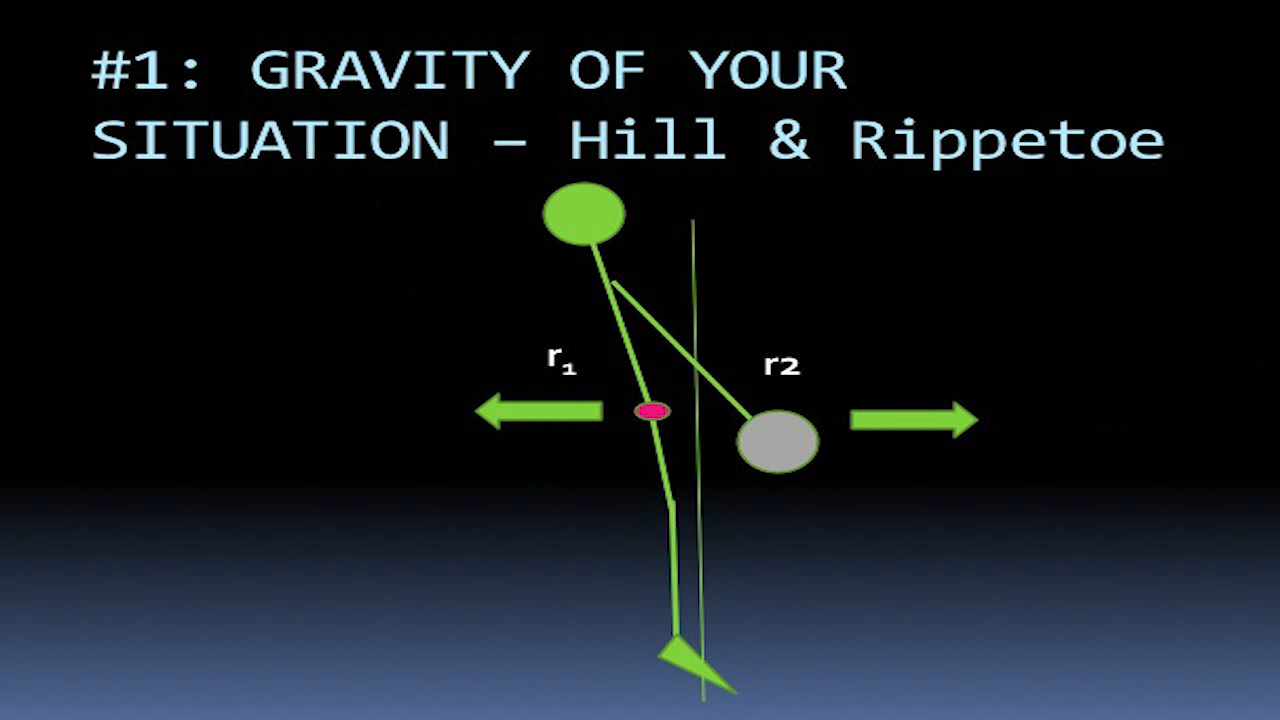 #1: GRAVITY OF YOUR
SITUATION – Hill & Rippetoe
r₁
r2